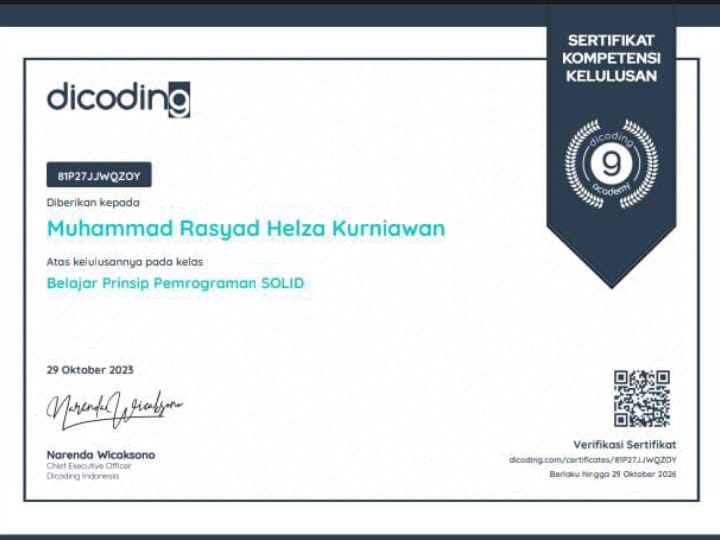 SERTIFIKAT
KOMPETENSI
KELULUSAN
dicoding
dicoding
academy
81P27JJWQZOY
Diberikan kepada
Muhammad Rasyad Helza Kurniawan
Atas kelulusannya pada kelas
Belajar Prinsip Pemrograman SOLID
29 Oktober 2023
Narenda Wicaksono
Narenda Wicaksono
Chief Executive Officer
Dicoding Indonesia
Verifikasi Sertifikat
dicoding.com/certificates/81P27JJWQZOY
Berlaku hingga 29 Oktober 2026